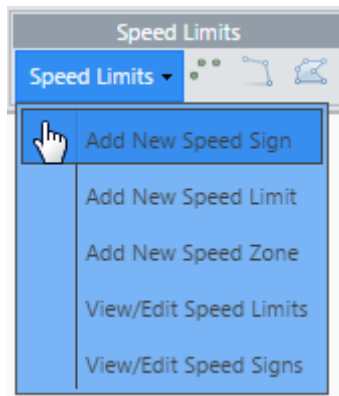 Speed Limits
Speed Limits
Add New Speed Sign
Add New Speed Limit
Add New Speed Zone
View/Edit Speed Limits
View/Edit Speed Signs